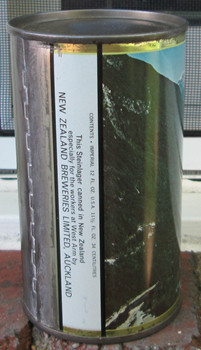 CONTENTS • IMPERIAL 12 FL. OZ. U.S.A. 11½ FL. OZ. 34 CENTILITRES
This Steinlager canned in New Zealand
especially for the workers at West Arm by
NEW ZEALAND BREWERIES LIMITED, AUCKLAND